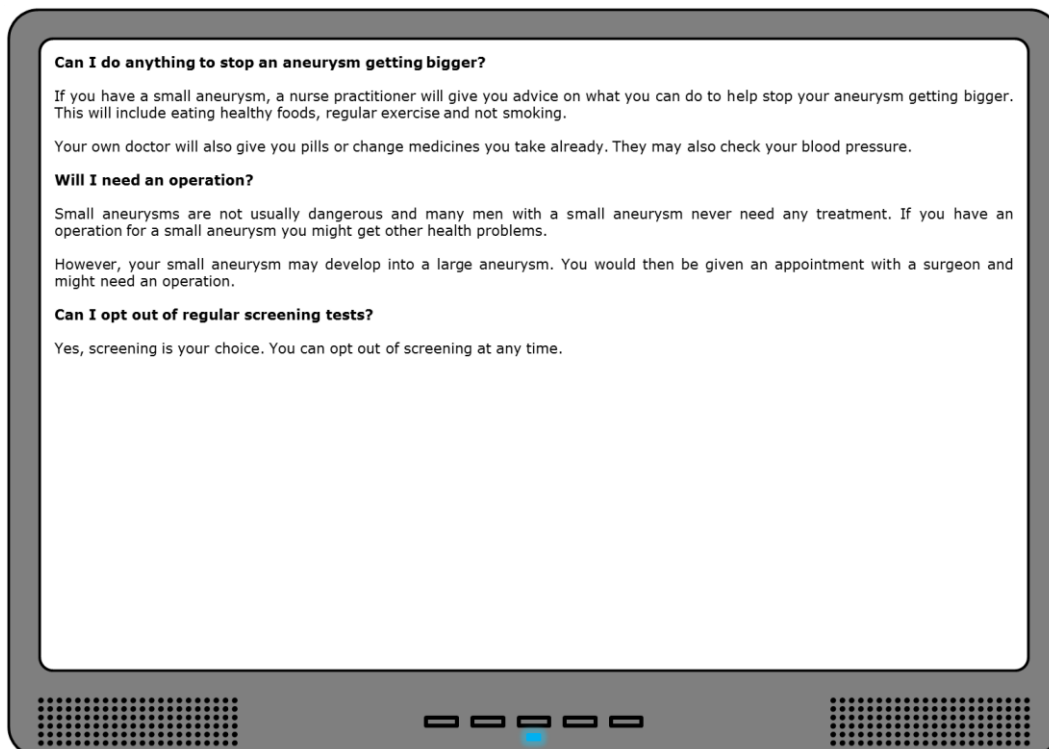 Can I do anything to stop an aneurysm getting bigger?
If you have a small aneurysm, a nurse practitioner will give you advice on what you can do to help stop your aneurysm getting bigger.
This will include eating healthy foods, regular exercise and not smoking.
Your own doctor will also give you pills or change medicines you take already. They may also check your blood pressure.
Will I need an operation?
Small aneurysms are not usually dangerous and many men with a small aneurysm never need any treatment. If you have an
operation for a small aneurysm you might get other health problems.
However, your small aneurysm may develop into a large aneurysm. You would then be given an appointment with a surgeon and
might need an operation.
Can I opt out of regular screening tests?
Yes, screening is your choice. You can opt out of screening at any time.